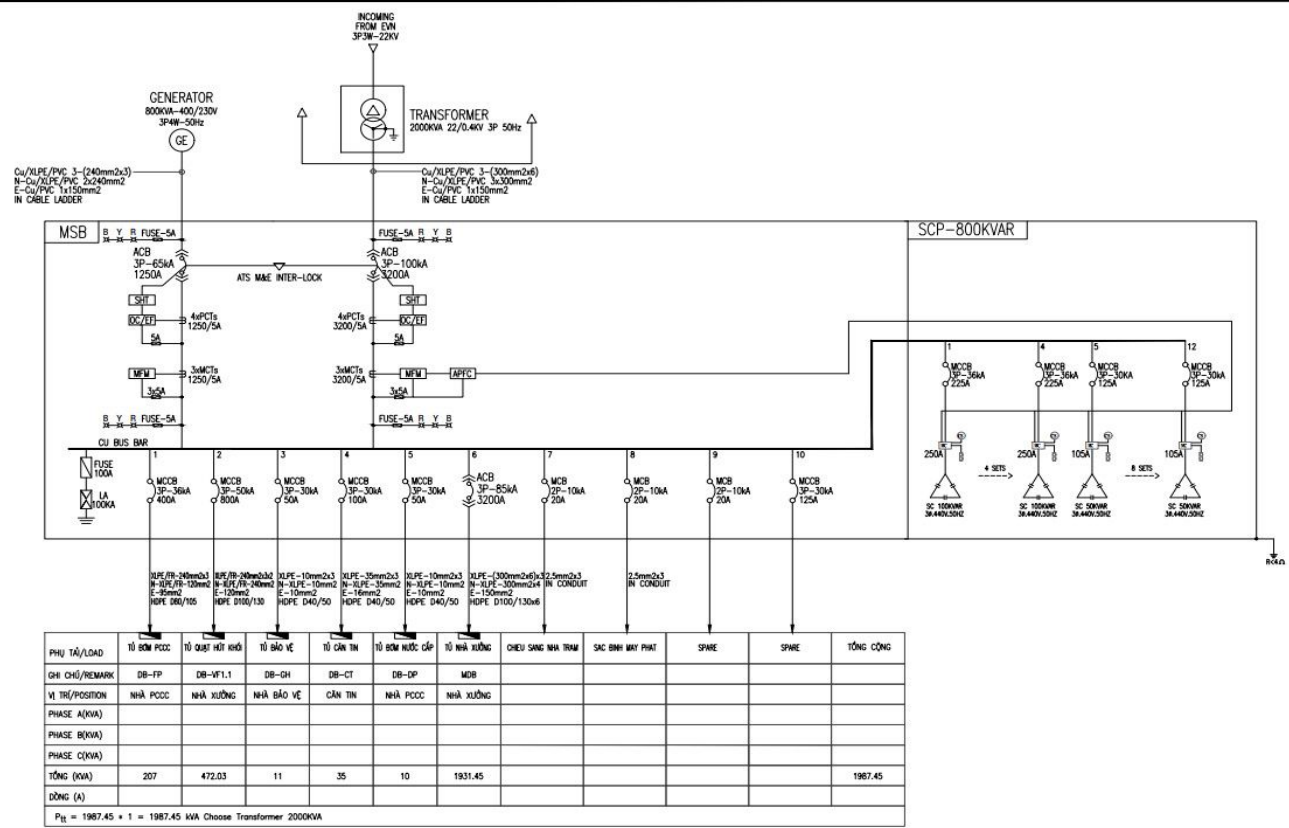 INCOMING
FROM EVN
3P3W-22KV
GENERATOR
800KVA-400/230V
3P4W-50Hz
GE
TRANSFORMER
2000KVA 22/0.4KV 3P 50Hz
Cu/XLPE/PVC 3-(240mm2x3)
N-Cu/XLPE/PVC 2x240mm2
E-Cu/PVC 1x150mm2
IN CABLE LADDER
Cu/XLPE/PVC 3-(300mm2x6)
N-Cu/XLPE/PVC 3x300mm2
E-Cu/PVC 1x150mm2
IN CABLE LADDER
MSB
B Y R FUSE-5A
FUSE-5A R Y B
SCP-800KVAR
ACB
3P-65kA
1250A
ATS M&E INTER-LOCK
ACB
3P-100kA
3200A
SHT
OC/EF
5A
4xPCTs
1250/5A
4xPCTs
3200/5A
SHT
OC/EF
5A
MFM
3x5A
3xMCTs
1250/5A
3xMCTs
3200/5A
MFM
APFC
3x5A
B Y R FUSE-5A
FUSE-5A R Y B
1
MCCB
3P-36kA
225A
4
MCCB
3P-36kA
225A
5
MCCB
3P-30KA
125A
12
MCCB
3P-30kA
125A
250A
250A
105A
105A
4 SETS
8 SETS
SC 100KVAR
3ø.440V.50HZ
SC 100KVAR
3ø.440V.50HZ
SC 50KVAR
3ø.440V.50HZ
SC 50KVAR
3ø.440V.50HZ
CU BUS BAR
FUSE
100A
LA
100KA
1
MCCB
3P-36kA
400A
2
MCCB
3P-50kA
800A
3
MCCB
3P-30kA
50A
4
MCCB
3P-30kA
100A
5
MCCB
3P-30kA
50A
6
ACB
3P-85kA
3200A
7
MCB
2P-10kA
20A
8
MCB
2P-10kA
20A
9
MCB
2P-10kA
20A
10
MCCB
3P-30kA
125A
XLPE/FR-240mm2x3
N-XLPE/FR-120mm2
E-95mm2
HDPE D80/105
XLPE/FR-240mm2x3x2
N-XLPE/FR-240mm2
E-120mm2
HDPE D100/130
XLPE-10mm2x3
N-XLPE-10mm2
E-10mm2
HDPE D40/50
XLPE-35mm2x3
N-XLPE-35mm2
E-16mm2
HDPE D40/50
XLPE-10mm2x3
N-XLPE-10mm2
E-10mm2
HDPE D40/50
XLPE-(300mm2x6)x3
N-XLPE-300mm2x4
E-150mm2
HDPE D100/130x6
2.5mm2x3
IN CONDUIT
2.5mm2x3
IN CONDUIT
PHỤ TẢI/LOAD TỦ BƠM PCCC TỦ QUẠT HÚT KHÓI TỦ BẢO VỆ TỦ CĂN TIN TỦ BƠM NƯỚC CẤP TỦ NHÀ XƯỞNG CHIEU SANG NHA TRAM SAC BINH MAY PHAT SPARE SPARE TỔNG CỘNG
GHI CHÚ/REMARK DB-FP DB-VF1.1 DB-GH DB-CT DB-DP MDB
VỊ TRÍ/POSITION NHÀ PCCC NHÀ XƯỞNG NHÀ BẢO VỆ CĂN TIN NHÀ PCCC NHÀ XƯỞNG
PHASE A(KVA)
PHASE B(KVA)
PHASE C(KVA)
TỔNG (KVA) 207 472.03 11 35 10 1931.45 1987.45
DÒNG (A)
Ptt = 1987.45 * 1 = 1987.45 kVA Choose Transformer 2000KVA